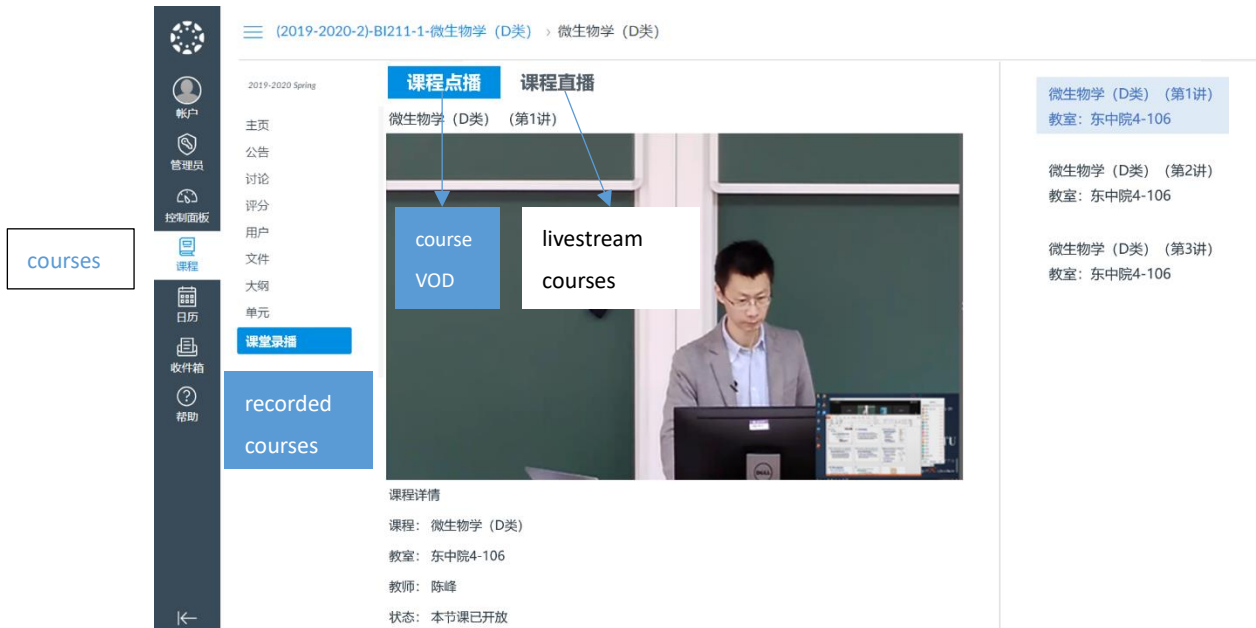 (2019-2020-2)-BI211-1-微生物学（D类） › 微生物学（D类）
帐户
管理员
控制面板
课程
日历
收件箱
帮助
courses
2019-2020 Spring
主页
公告
讨论
评分
用户
文件
大纲
单元
课堂录播
recorded
courses
课程点播 课程直播
微生物学（D类）（第1讲）
course
VOD
livestream
courses
DELL
课程详情
课程： 微生物学（D类）
教室： 东中院4-106
教师： 陈峰
状态： 本节课已开放
微生物学（D类）（第1讲）
教室：东中院4-106
微生物学（D类）（第2讲）
教室：东中院4-106
微生物学（D类）（第3讲）
教室：东中院4-106